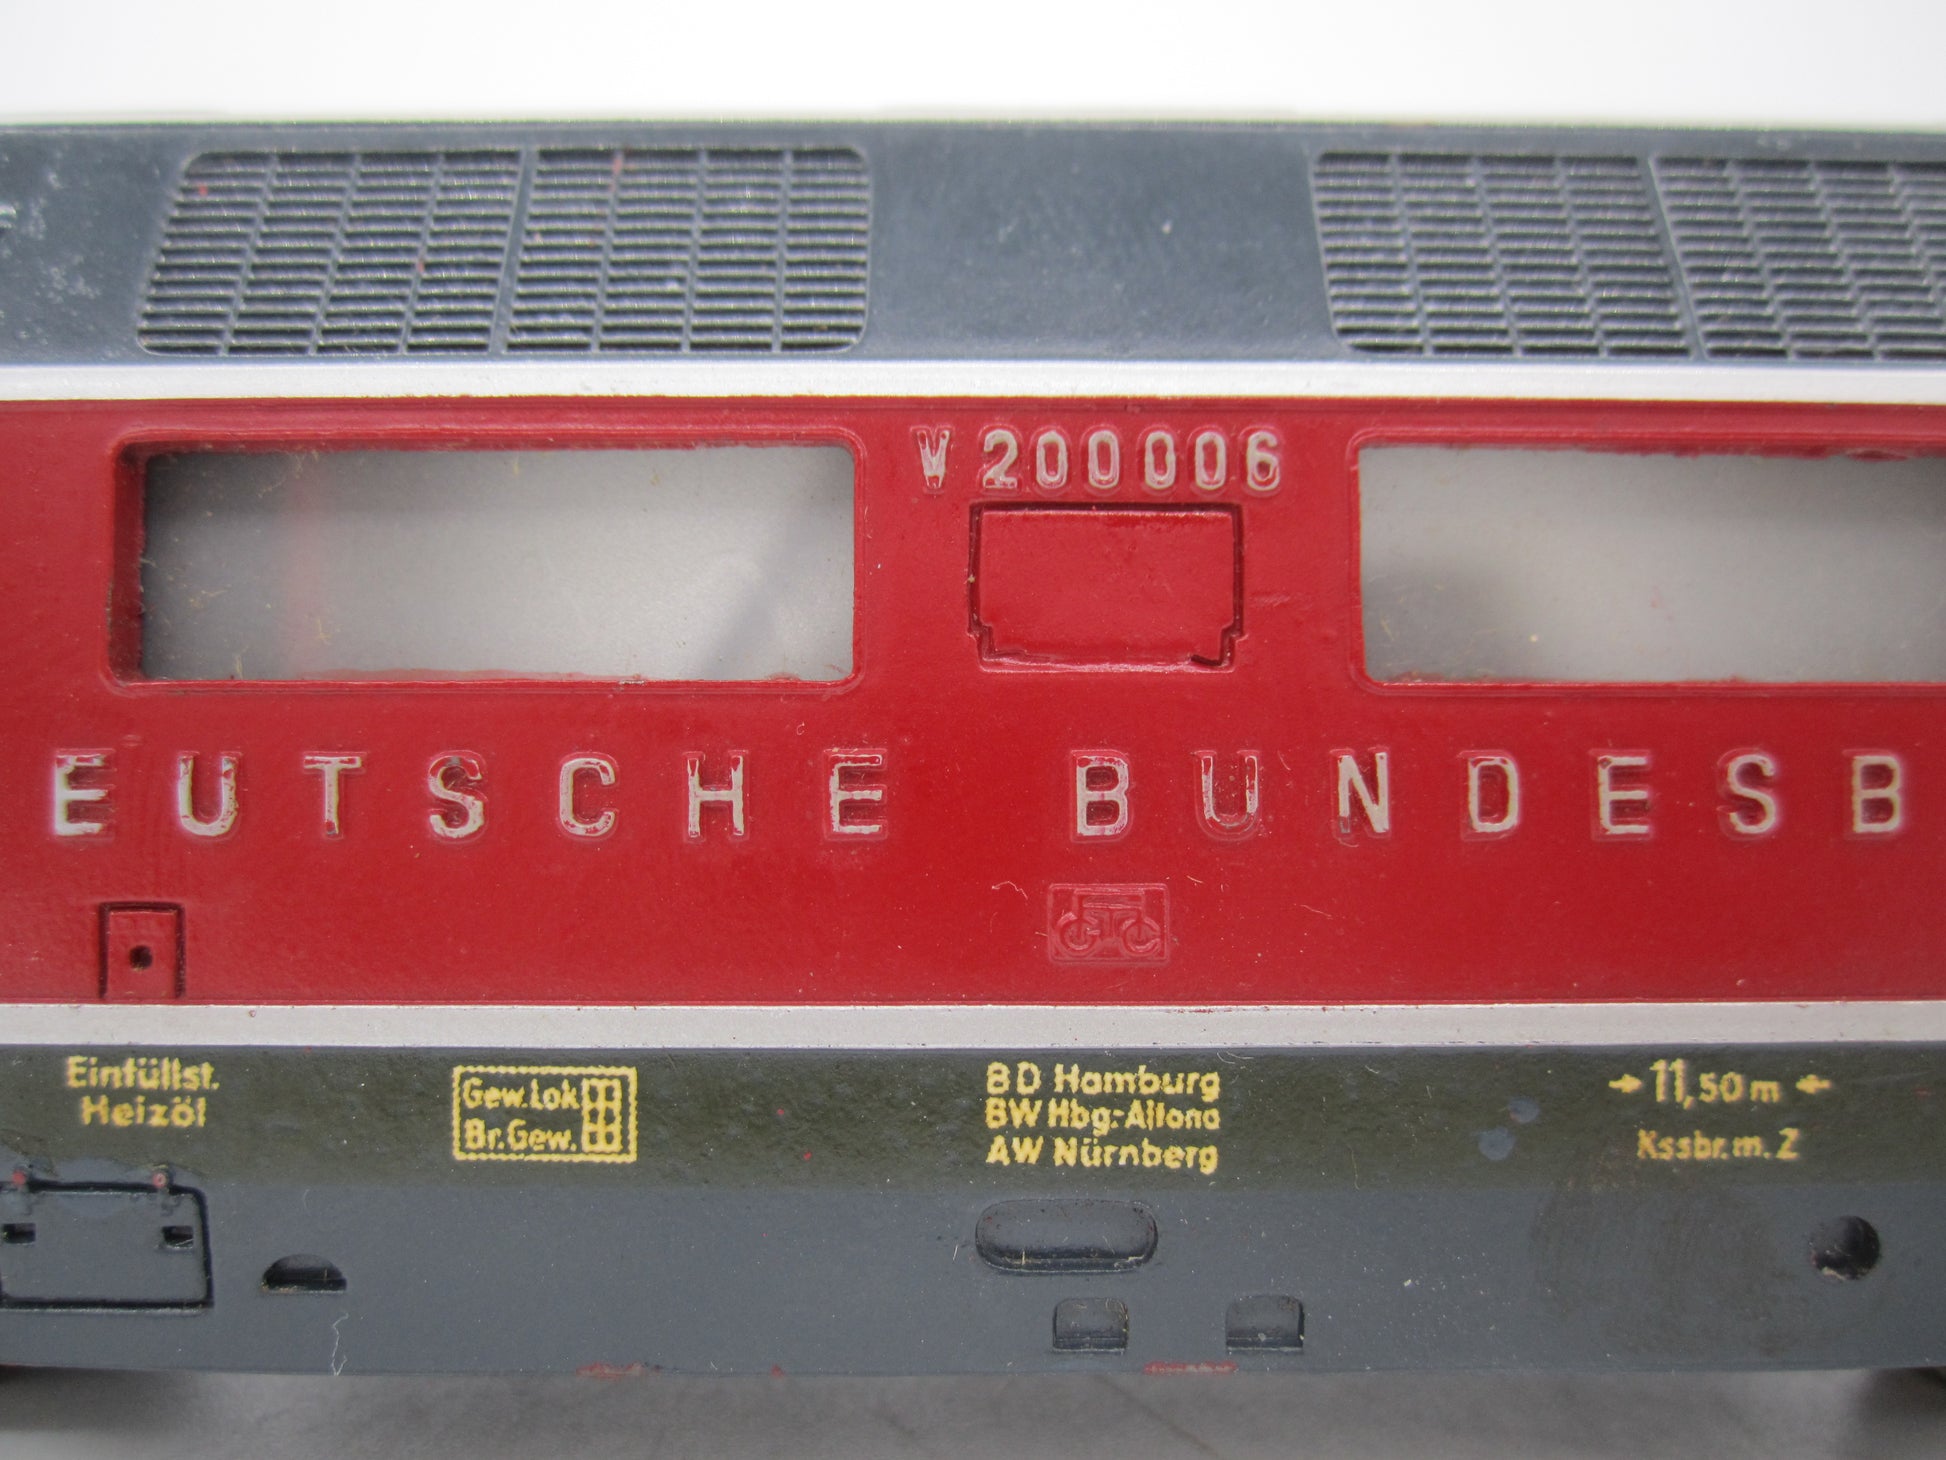 V 200006
EUTSCHE BUNDESB
Einfüllst.
Heizöl
Gew.Lok
Br.Gew.
BD Hamburg
BW Hbg.-Altona
AW Nürnberg
11,50 m
Kssbr. m. Z